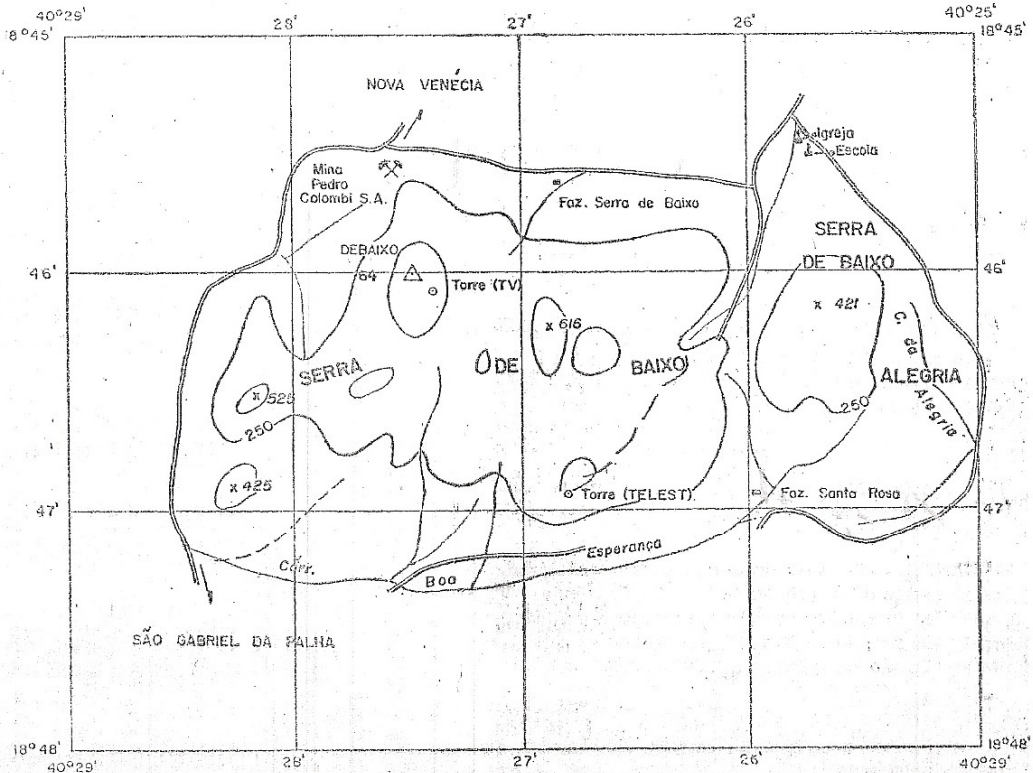 40°29'
28'
27'
26'
40°25'
18°45'
18°45'
NOVA VENÉCIA
Igreja
Escola
Mina
Pedro
Colombi S.A.
Faz. Serra de Baixo
SERRA
DE BAIXO
DEBAIXO
64
Torre (TV)
46'
46'
x 421
x 616
C. da
Alegria
SERRA
DE
BAIXO
ALEGRIA
x 525
250
250
x 425
Torre (TELEST)
Faz. Santa Rosa
47'
47'
Córr.
Boa
Esperança
SÃO GABRIEL DA PALHA
18°48'
18°48'
40°29'
28'
27'
26'
40°29'